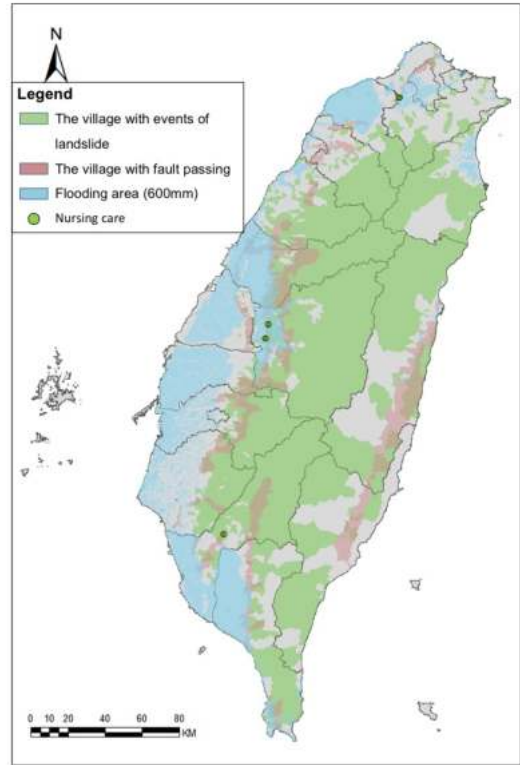 N
Legend
The village with events of
landslide
The village with fault passing
Flooding area (600mm)
Nursing care
0 10 20 40 60 80
KM